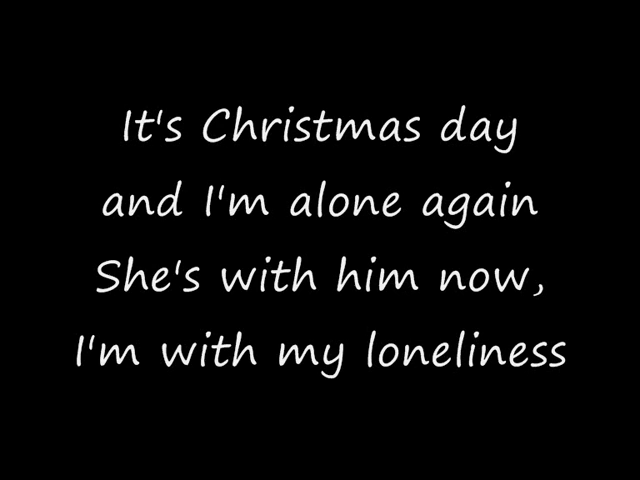 It's Christmas day
and I'm alone again
She's with him now,
I'm with my loneliness